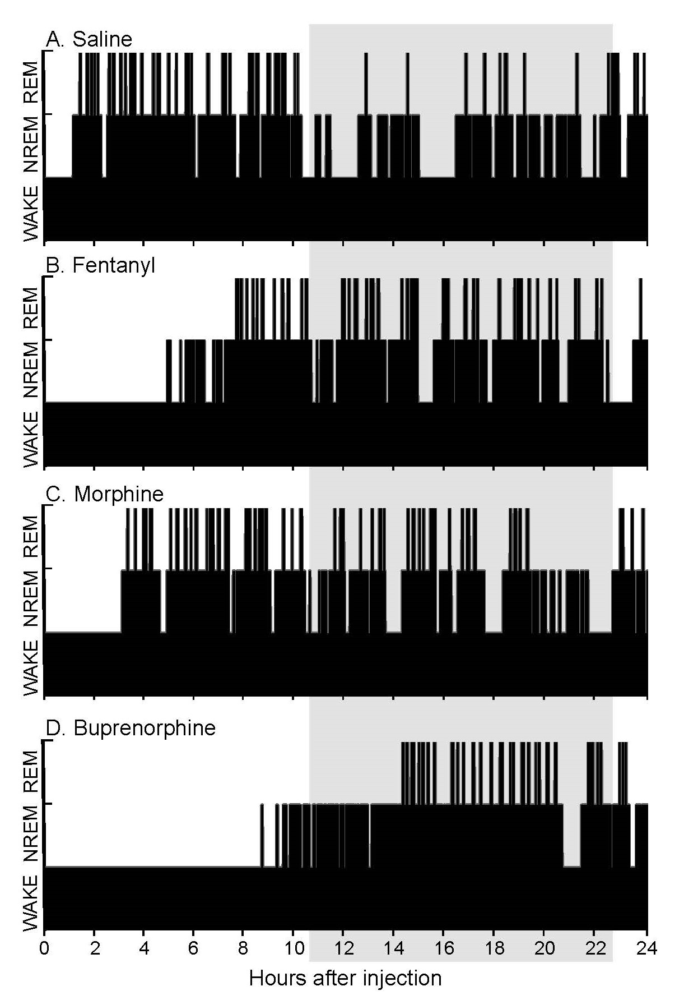 A. Saline
WAKE NREM REM
B. Fentanyl
WAKE NREM REM
C. Morphine
WAKE NREM REM
D. Buprenorphine
WAKE NREM REM
0 2 4 6 8 10 12 14 16 18 20 22 24
Hours after injection